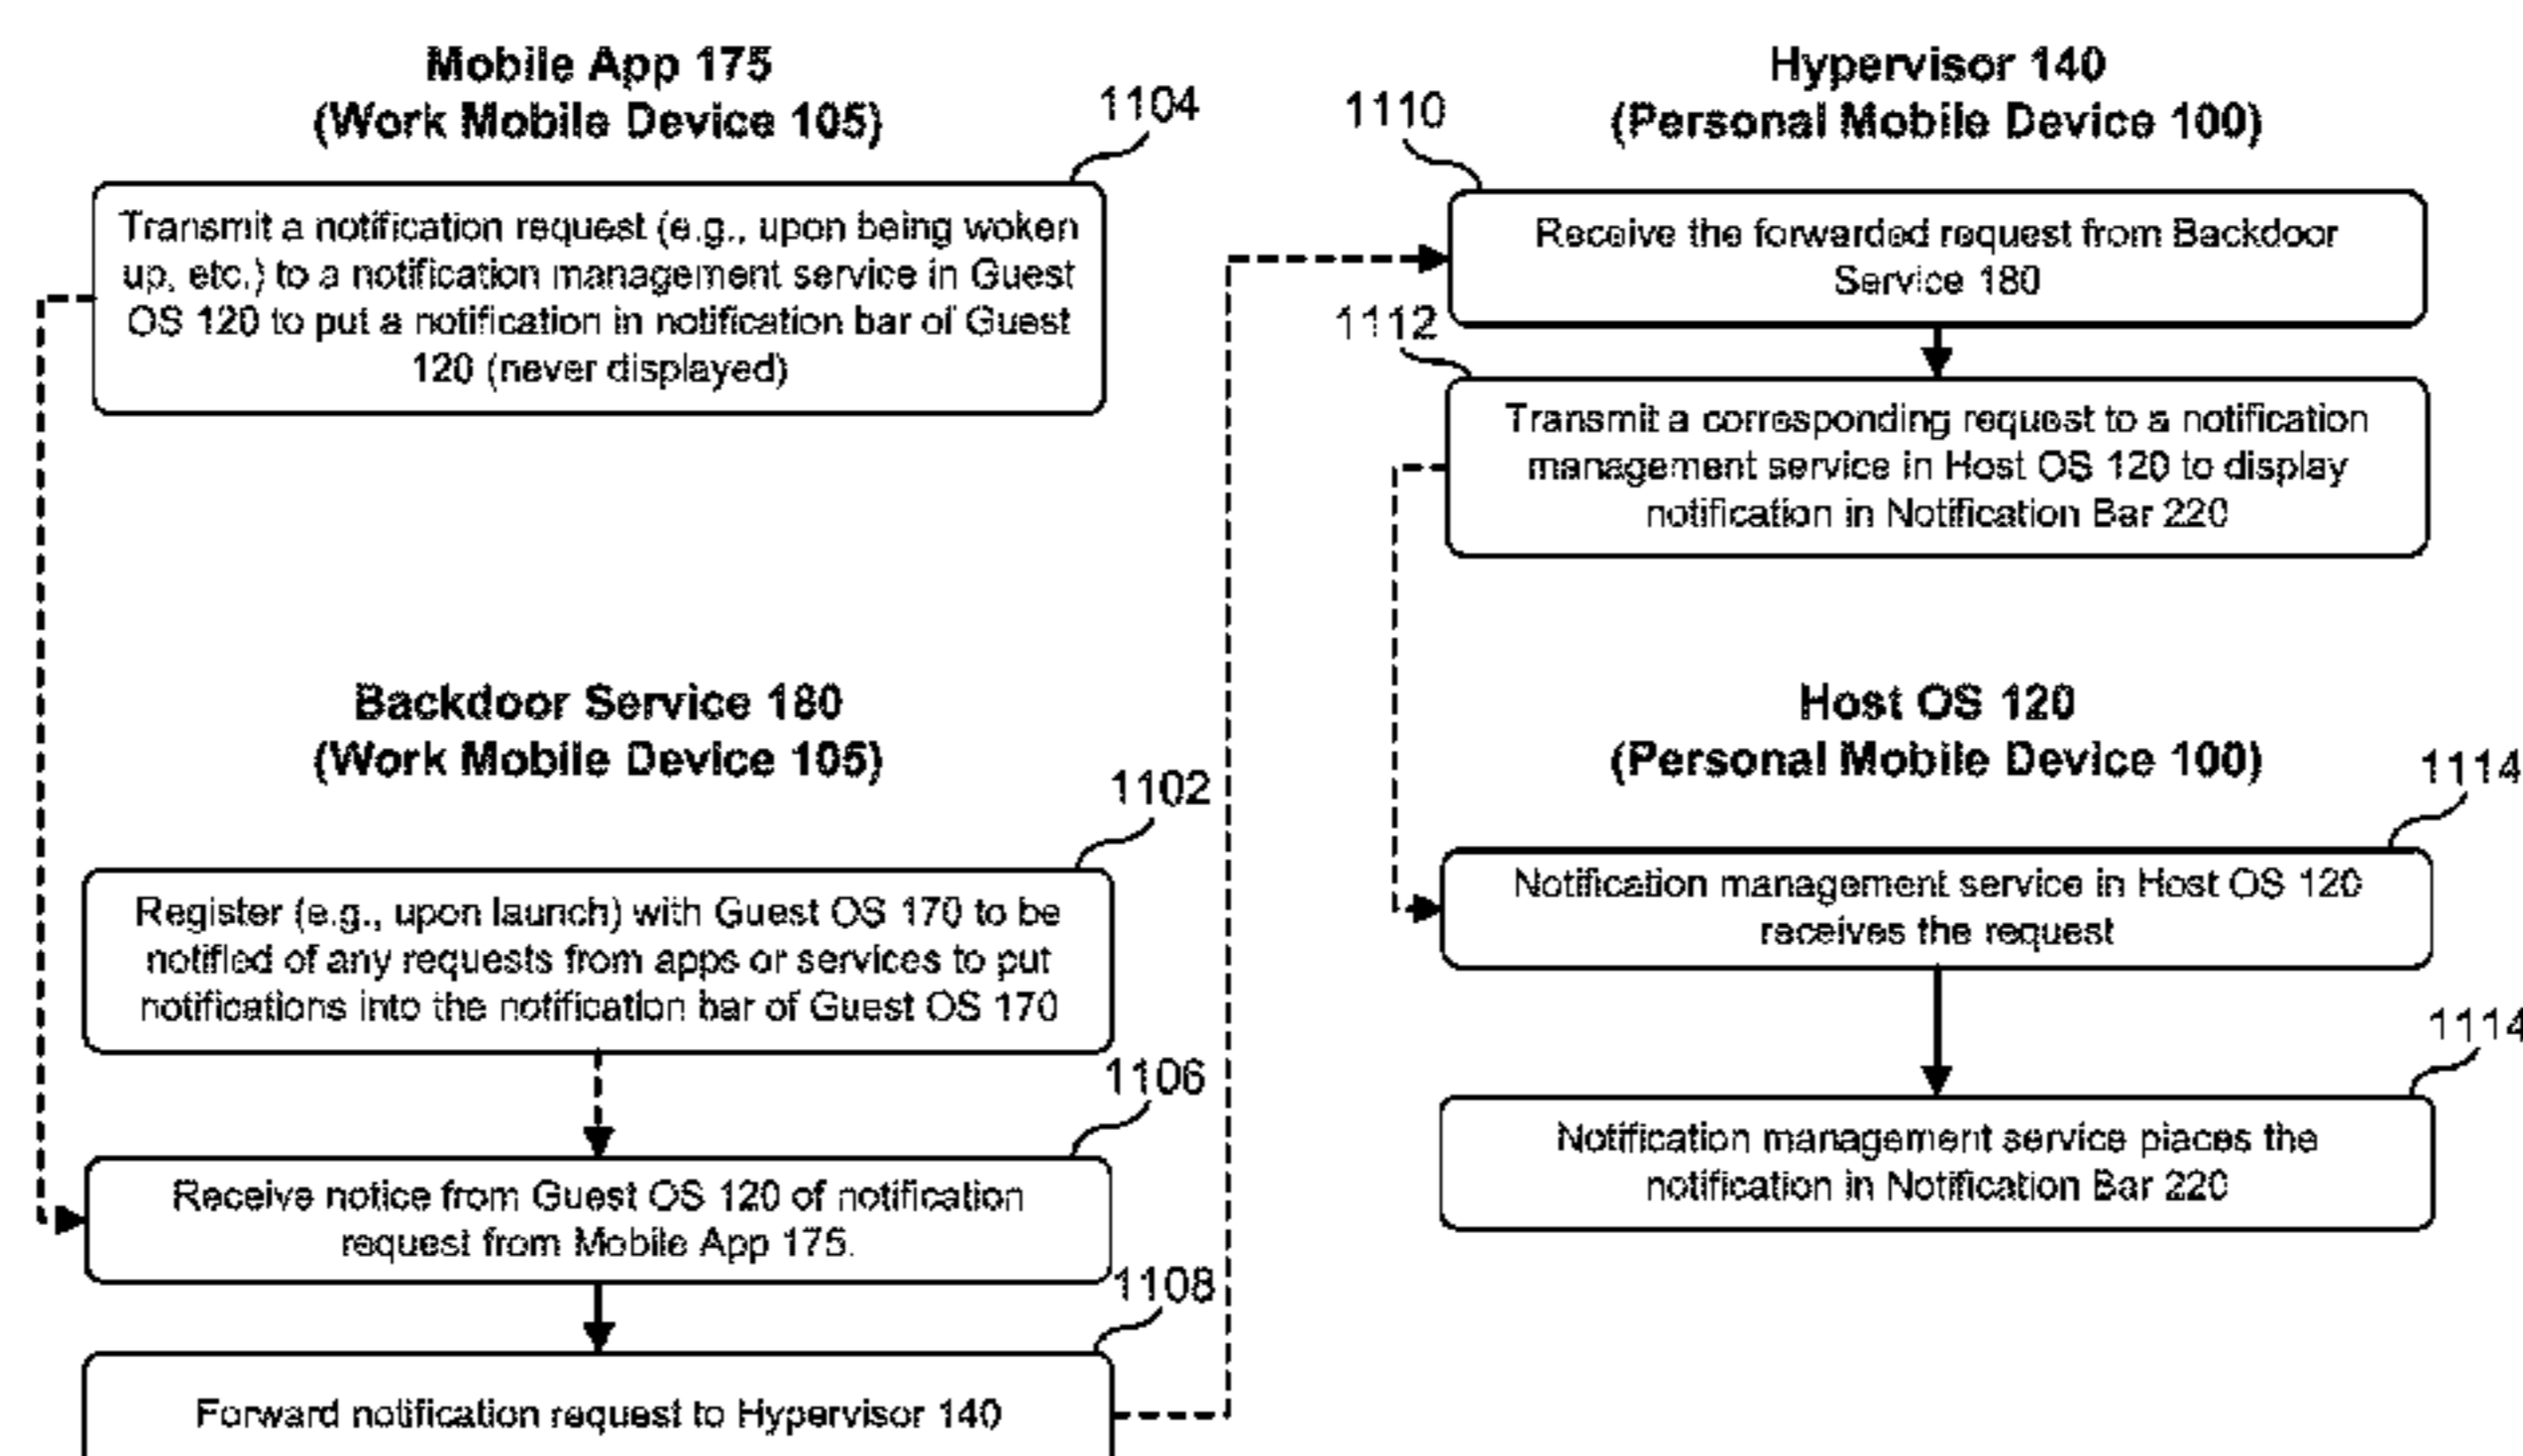 Mobile App 175
(Work Mobile Device 105)
1104
Transmit a notification request (e.g., upon being woken
up, etc.) to a notification management service in Guest
OS 120 to put a notification in notification bar of Guest
120 (never displayed)
Backdoor Service 180
(Work Mobile Device 105)
1102
Register (e.g., upon launch) with Guest OS 170 to be
notified of any requests from apps or services to put
notifications into the notification bar of Guest OS 170
1106
Receive notice from Guest OS 120 of notification
request from Mobile App 175.
1108
Forward notification request to Hypervisor 140
Hypervisor 140
(Personal Mobile Device 100)
1110
Receive the forwarded request from Backdoor
Service 180
1112
Transmit a corresponding request to a notification
management service in Host OS 120 to display
notification in Notification Bar 220
Host OS 120
(Personal Mobile Device 100)
1114
Notification management service in Host OS 120
receives the request
1114
Notification management service places the
notification in Notification Bar 220